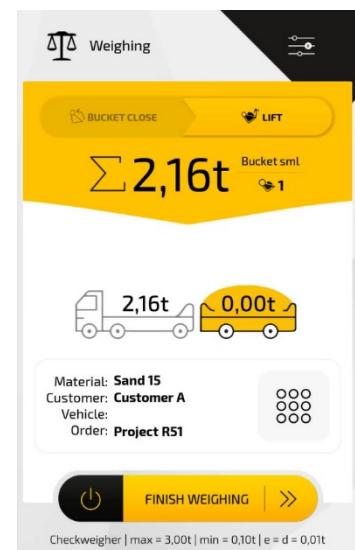 Weighing
BUCKET CLOSE
LIFT
∑2,16t
Bucket sml
1
2,16t
0,00t
Material: Sand 15
Customer: Customer A
Vehicle:
Order: Project R51
FINISH WEIGHING
Checkweigher | max = 3,00t | min = 0,10t | e = d = 0,01t